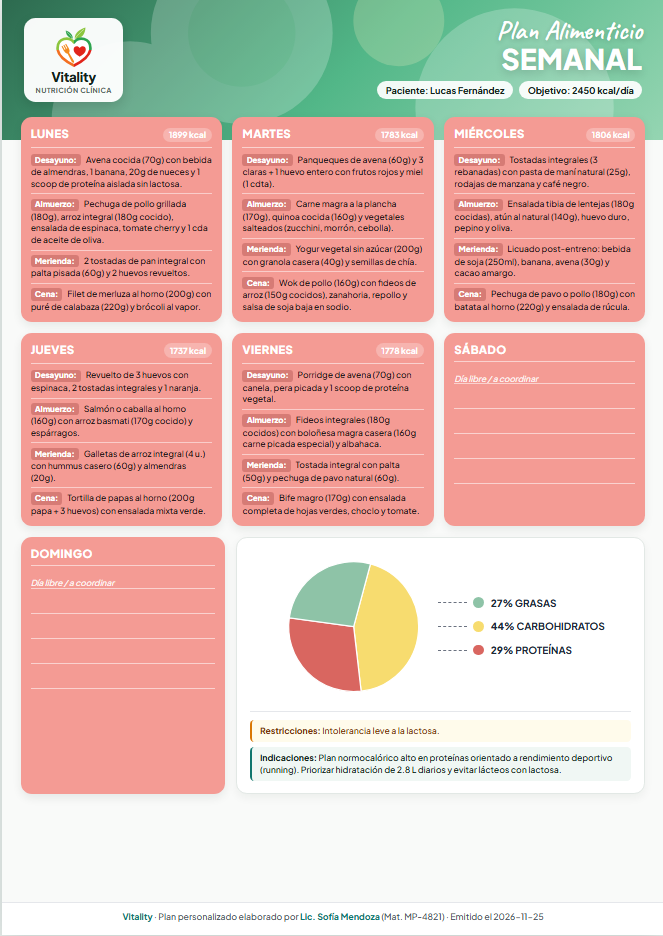 Vitality
NUTRICIÓN CLÍNICA
Plan Alimenticio
SEMANAL
Paciente: Lucas Fernández
Objetivo: 2450 kcal/día
LUNES
1899 kcal
Desayuno: Avena cocida (70g) con bebida
de almendras, 1 banana, 20g de nueces y 1
scoop de proteína aislada sin lactosa.
Almuerzo: Pechuga de pollo grillada
(180g), arroz integral (180g cocido),
ensalada de espinaca, tomate cherry y 1 cda
de aceite de oliva.
Merienda: 2 tostadas de pan integral con
palta pisada (60g) y 2 huevos revueltos.
Cena: Filet de merluza al horno (200g) con
puré de calabaza (220g) y brócoli al vapor.
MARTES
1783 kcal
Desayuno: Panqueques de avena (60g) y 3
claras + 1 huevo entero con frutos rojos y miel
(1 cdta).
Almuerzo: Carne magra a la plancha
(170g), quinoa cocida (160g) y vegetales
salteados (zucchini, morrón, cebolla).
Merienda: Yogur vegetal sin azúcar (200g)
con granola casera (40g) y semillas de chía.
Cena: Wok de pollo (160g) con fideos de
arroz (150g cocidos), zanahoria, repollo y
salsa de soja baja en sodio.
MIÉRCOLES
1806 kcal
Desayuno: Tostadas integrales (3
rebanadas) con pasta de maní natural (25g),
rodajas de manzana y café negro.
Almuerzo: Ensalada tibia de lentejas (180g
cocidas), atún al natural (140g), huevo duro,
pepino y oliva.
Merienda: Licuado post-entreno: bebida
de soja (250ml), banana, avena (30g) y
cacao amargo.
Cena: Pechuga de pavo o pollo (180g) con
batata al horno (220g) y ensalada de rúcula.
JUEVES
1737 kcal
Desayuno: Revuelto de 3 huevos con
espinaca, 2 tostadas integrales y 1 naranja.
Almuerzo: Salmón o caballa al horno
(160g) con arroz basmati (170g cocido) y
espárragos.
Merienda: Galletas de arroz integral (4 u.)
con hummus casero (60g) y almendras
(20g).
Cena: Tortilla de papas al horno (200g
papa + 3 huevos) con ensalada mixta verde.
VIERNES
1778 kcal
Desayuno: Porridge de avena (70g) con
canela, pera picada y 1 scoop de proteína
vegetal.
Almuerzo: Fideos integrales (180g
cocidos) con boloñesa magra casera (160g
carne picada especial) y albahaca.
Merienda: Tostada integral con palta
(50g) y pechuga de pavo natural (60g).
Cena: Bife magro (170g) con ensalada
completa de hojas verdes, choclo y tomate.
SÁBADO
Día libre / a coordinar
DOMINGO
Día libre / a coordinar
27% GRASAS
44% CARBOHIDRATOS
29% PROTEÍNAS
Restricciones: Intolerancia leve a la lactosa.
Indicaciones: Plan normocalórico alto en proteínas orientado a rendimiento deportivo
(running). Priorizar hidratación de 2.8 L diarios y evitar lácteos con lactosa.
Vitality · Plan personalizado elaborado por Lic. Sofía Mendoza (Mat. MP-4821) · Emitido el 2026-11-25